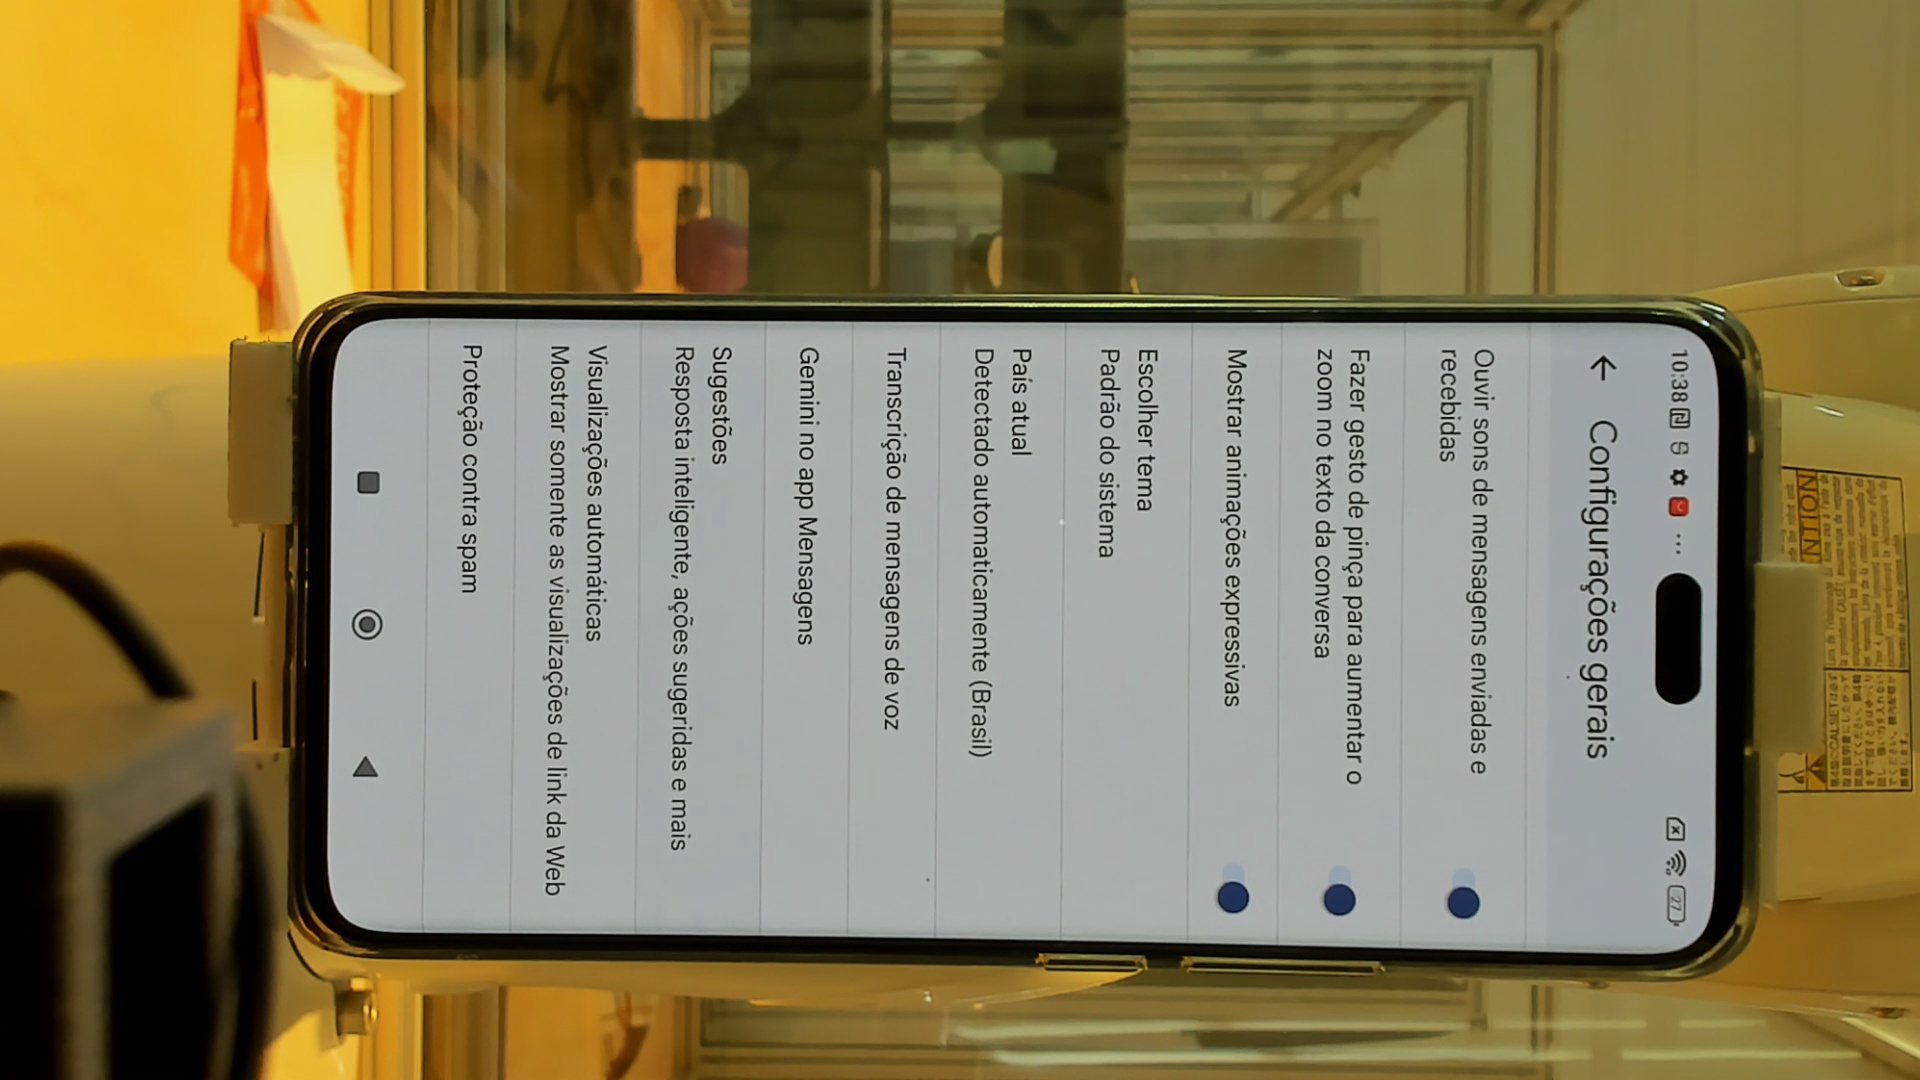 10:38
27
Configurações gerais
Ouvir sons de mensagens enviadas e
recebidas
Fazer gesto de pinça para aumentar o
zoom no texto da conversa
Mostrar animações expressivas
Escolher tema
Padrão do sistema
País atual
Detectado automaticamente (Brasil)
Transcrição de mensagens de voz
Gemini no app Mensagens
Sugestões
Resposta inteligente, ações sugeridas e mais
Visualizações automáticas
Mostrar somente as visualizações de link da Web
Proteção contra spam